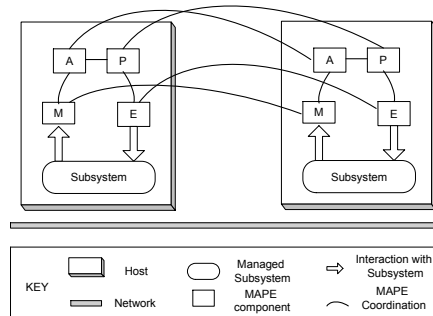 A P
A P
M E
M E
Subsystem
Subsystem
KEY
Host
Managed
Subsystem
Interaction with
Subsystem
Network
MAPE
component
MAPE
Coordination